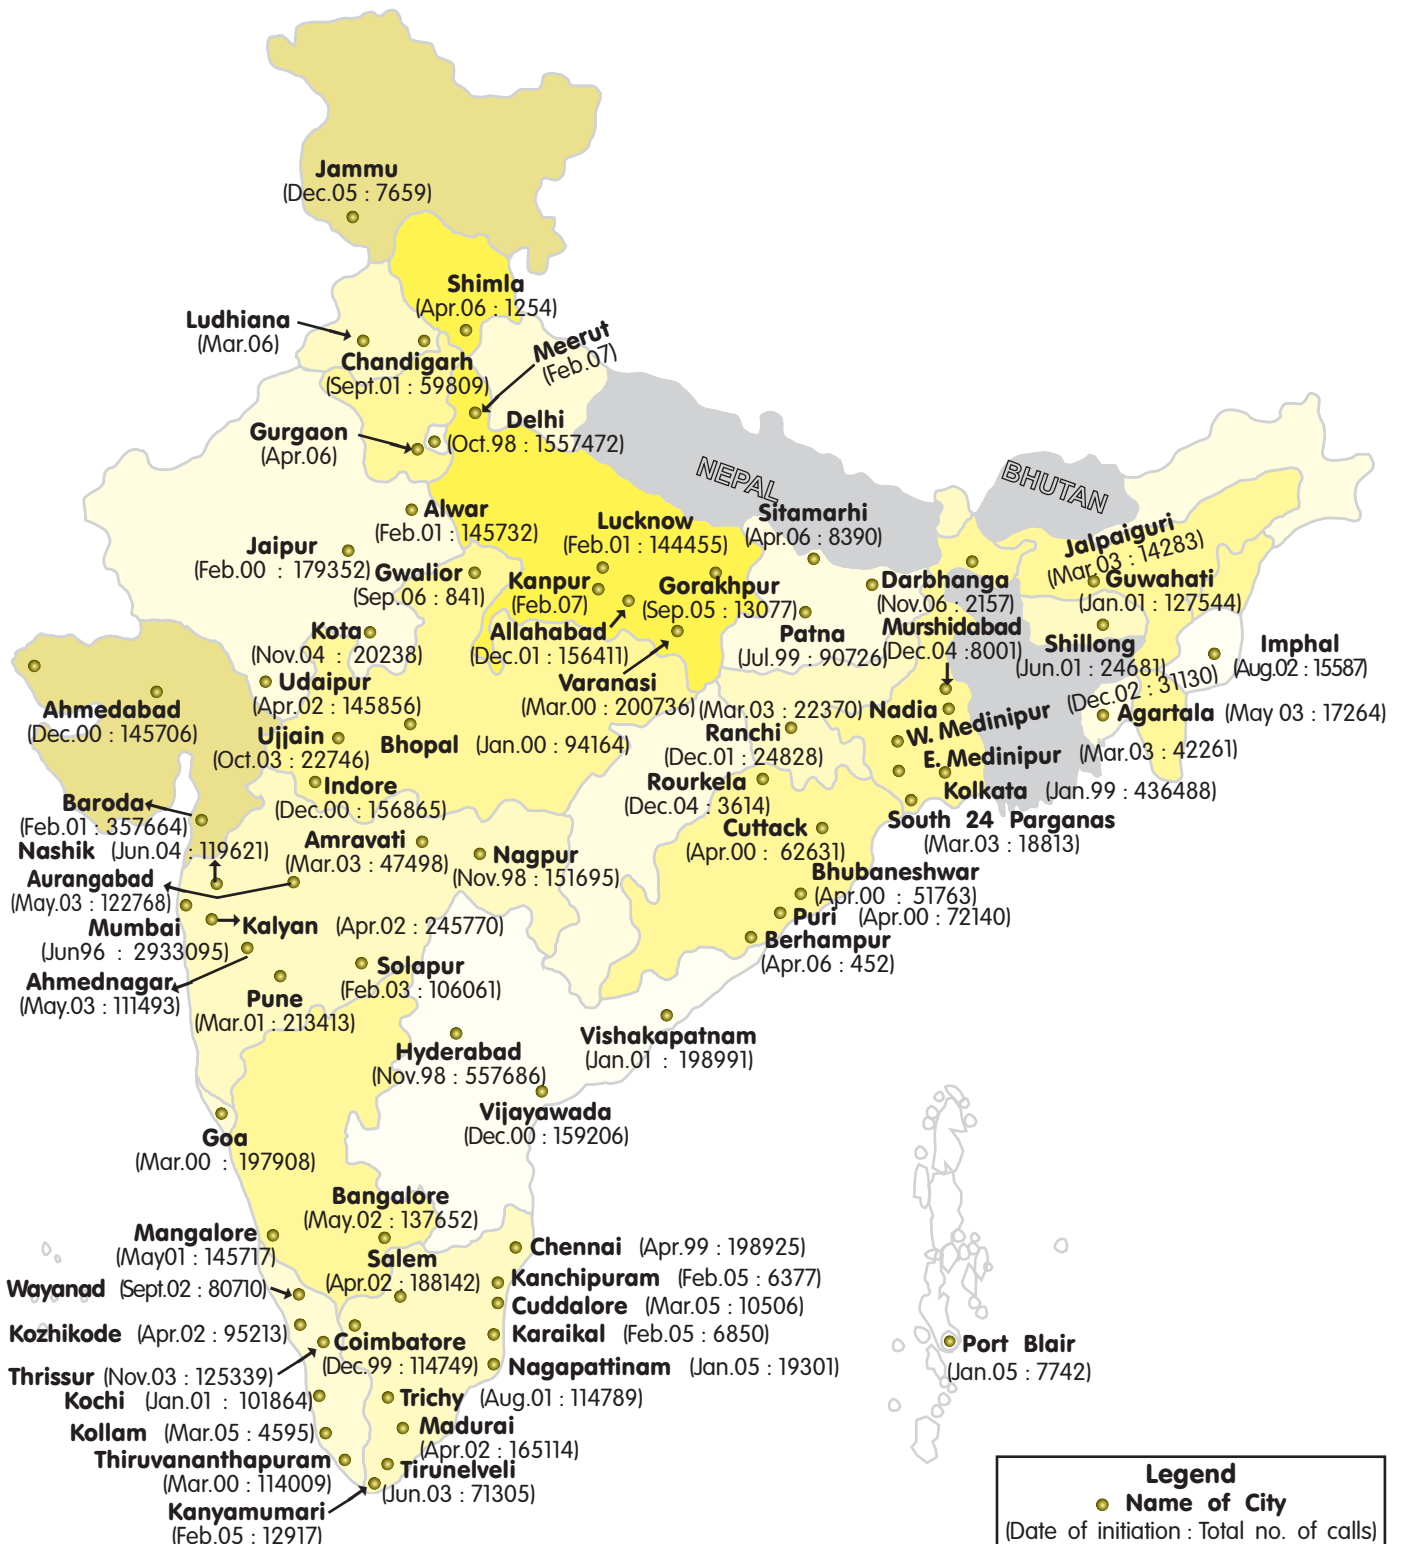 Jammu
(Dec.05 : 7659)
Shimla
(Apr.06 : 1254)
Ludhiana
(Mar.06)
Chandigarh
(Sept.01 : 59809)
Meerut
(Feb.07)
Gurgaon
(Apr.06)
Delhi
(Oct.98 : 1557472)
NEPAL
BHUTAN
Alwar
(Feb.01 : 145732)
Lucknow
(Feb.01 : 144455)
Sitamarhi
(Apr.06 : 8390)
Jalpaiguri
(Mar.03 : 14283)
Jaipur
(Feb.00 : 179352)
Gwalior
(Sep.06 : 841)
Kanpur
(Feb.07)
Gorakhpur
(Sep.05 : 13077)
Darbhanga
(Nov.06 : 2157)
Guwahati
(Jan.01 : 127544)
Kota
(Nov.04 : 20238)
Allahabad
(Dec.01 : 156411)
Patna
(Jul.99 : 90726)
Murshidabad
(Dec.04 :8001)
Shillong
(Jun.01 : 24681)
Imphal
(Aug.02 : 15587)
Udaipur
(Apr.02 : 145856)
Varanasi
(Mar.00 : 200736)
(Mar.03 : 22370) Nadia
W. Medinipur (Dec.02 : 31130)
Agartala (May 03 : 17264)
Ahmedabad
(Dec.00 : 145706)
Ujjain
(Oct.03 : 22746)
Bhopal (Jan.00 : 94164)
Ranchi
(Dec.01 : 24828)
E. Medinipur (Mar.03 : 42261)
Indore
(Dec.00 : 156865)
Rourkela
(Dec.04 : 3614)
Kolkata (Jan.99 : 436488)
Baroda
(Feb.01 : 357664)
South 24 Parganas
(Mar.03 : 18813)
Nashik (Jun.04 : 119621)
Amravati
(Mar.03 : 47498)
Nagpur
(Nov.98 : 151695)
Cuttack
(Apr.00 : 62631)
Aurangabad
(May.03 : 122768)
Bhubaneshwar
(Apr.00 : 51763)
Mumbai
(Jun96 : 2933095)
Kalyan (Apr.02 : 245770)
Puri (Apr.00 : 72140)
Berhampur
(Apr.06 : 452)
Ahmednagar
(May.03 : 111493)
Solapur
(Feb.03 : 106061)
Pune
(Mar.01 : 213413)
Vishakapatnam
(Jan.01 : 198991)
Hyderabad
(Nov.98 : 557686)
Vijayawada
(Dec.00 : 159206)
Goa
(Mar.00 : 197908)
Bangalore
(May.02 : 137652)
Mangalore
(May01 : 145717)
Chennai (Apr.99 : 198925)
Salem
(Apr.02 : 188142)
Kanchipuram (Feb.05 : 6377)
Wayanad (Sept.02 : 80710)
Cuddalore (Mar.05 : 10506)
Kozhikode (Apr.02 : 95213)
Karaikal (Feb.05 : 6850)
Coimbatore
(Dec.99 : 114749)
Port Blair
(Jan.05 : 7742)
Nagapattinam (Jan.05 : 19301)
Thrissur (Nov.03 : 125339)
Kochi (Jan.01 : 101864)
Trichy (Aug.01 : 114789)
Kollam (Mar.05 : 4595)
Madurai
(Apr.02 : 165114)
Thiruvananthapuram
(Mar.00 : 114009)
Tirunelveli
(Jun.03 : 71305)
Kanyamumari
(Feb.05 : 12917)
Legend
Name of City
(Date of initiation : Total no. of calls)